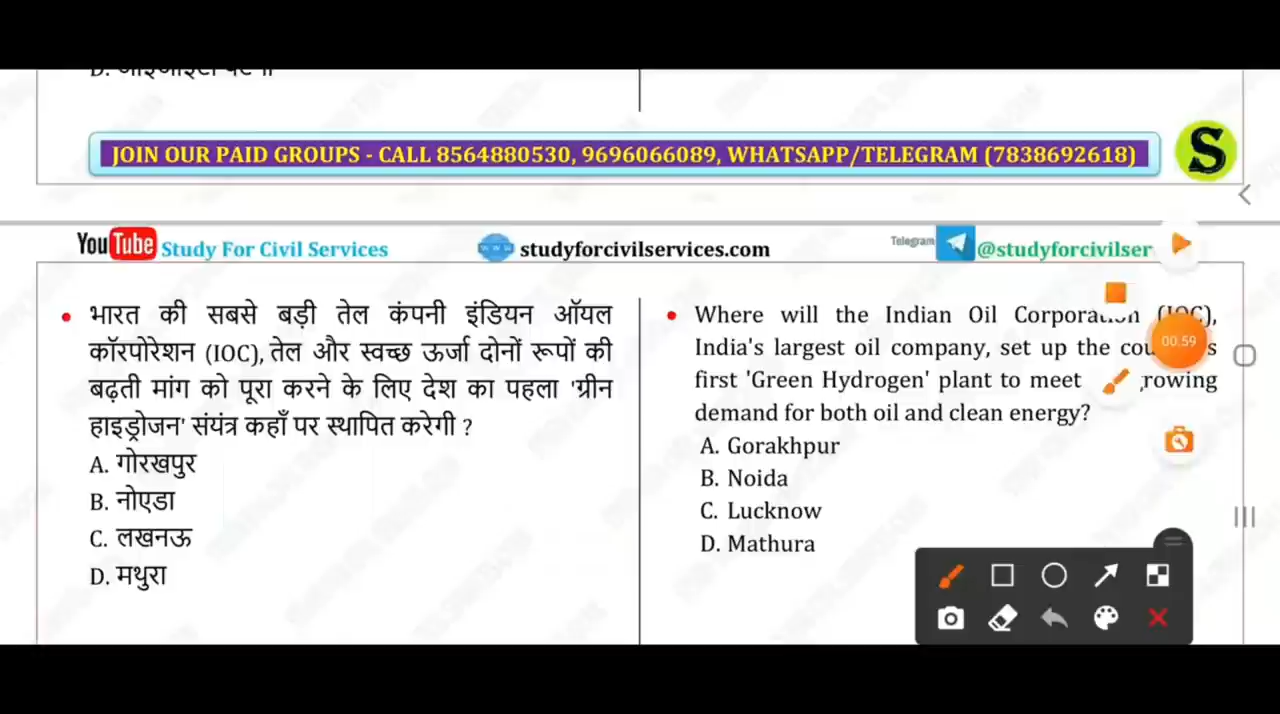 JOIN OUR PAID GROUPS - CALL 8564880530, 9696066089, WHATSAPP/TELEGRAM (7838692618)
S
YouTube Study For Civil Services
studyforcivilservices.com
Telegram @studyforcivilser
• भारत की सबसे बड़ी तेल कंपनी इंडियन ऑयल
कॉरपोरेशन (IOC), तेल और स्वच्छ ऊर्जा दोनों रूपों की
बढ़ती मांग को पूरा करने के लिए देश का पहला 'ग्रीन
हाइड्रोजन' संयंत्र कहाँ पर स्थापित करेगी ?
A. गोरखपुर
B. नोएडा
C. लखनऊ
D. मथुरा
• Where will the Indian Oil Corporation (IOC),
India's largest oil company, set up the
first 'Green Hydrogen' plant to meet growing
demand for both oil and clean energy?
A. Gorakhpur
B. Noida
C. Lucknow
D. Mathura
00:59